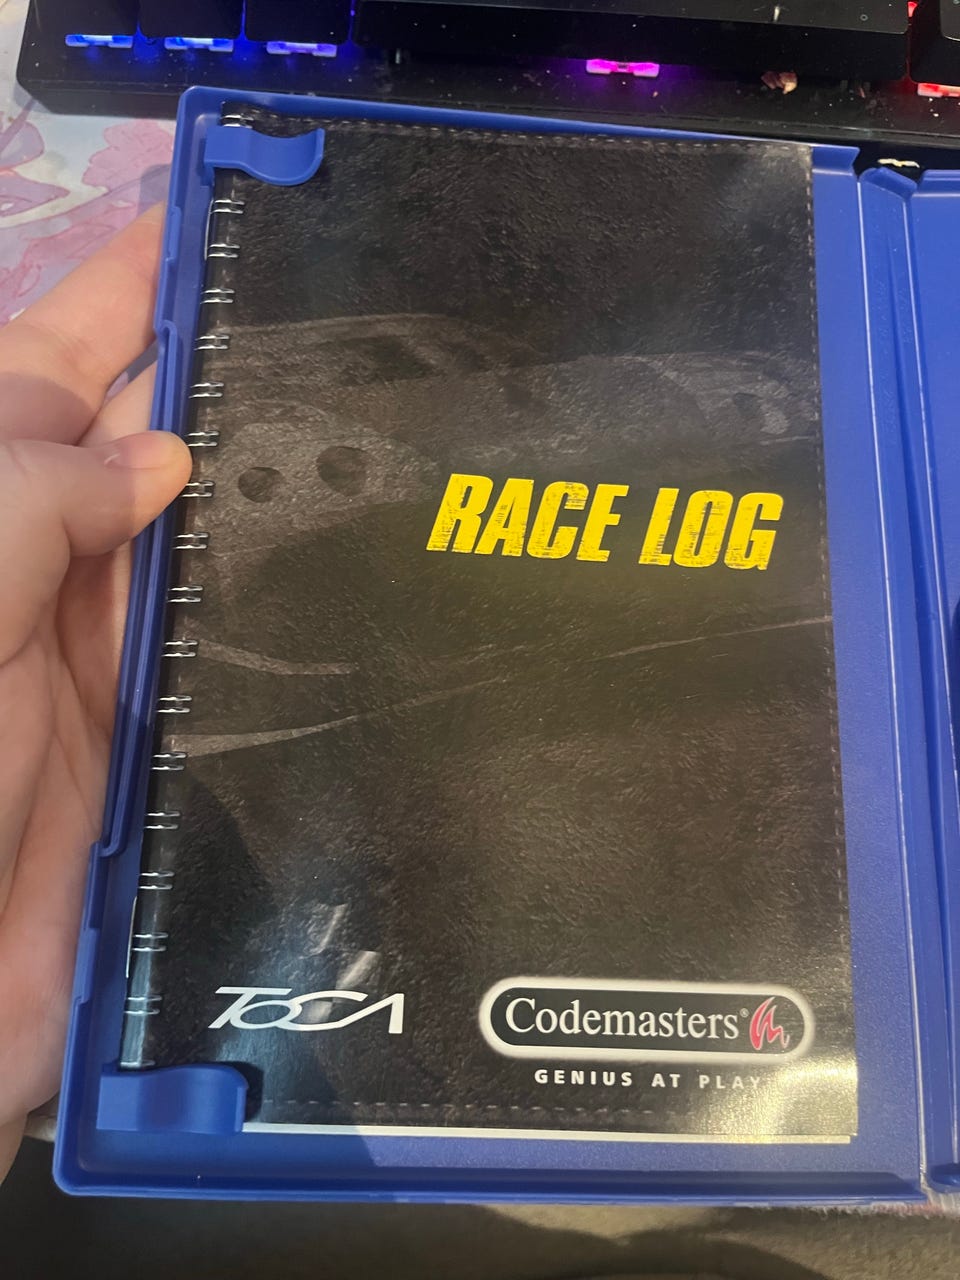 RACE LOG
TOCA
Codemasters®
GENIUS AT PLAY